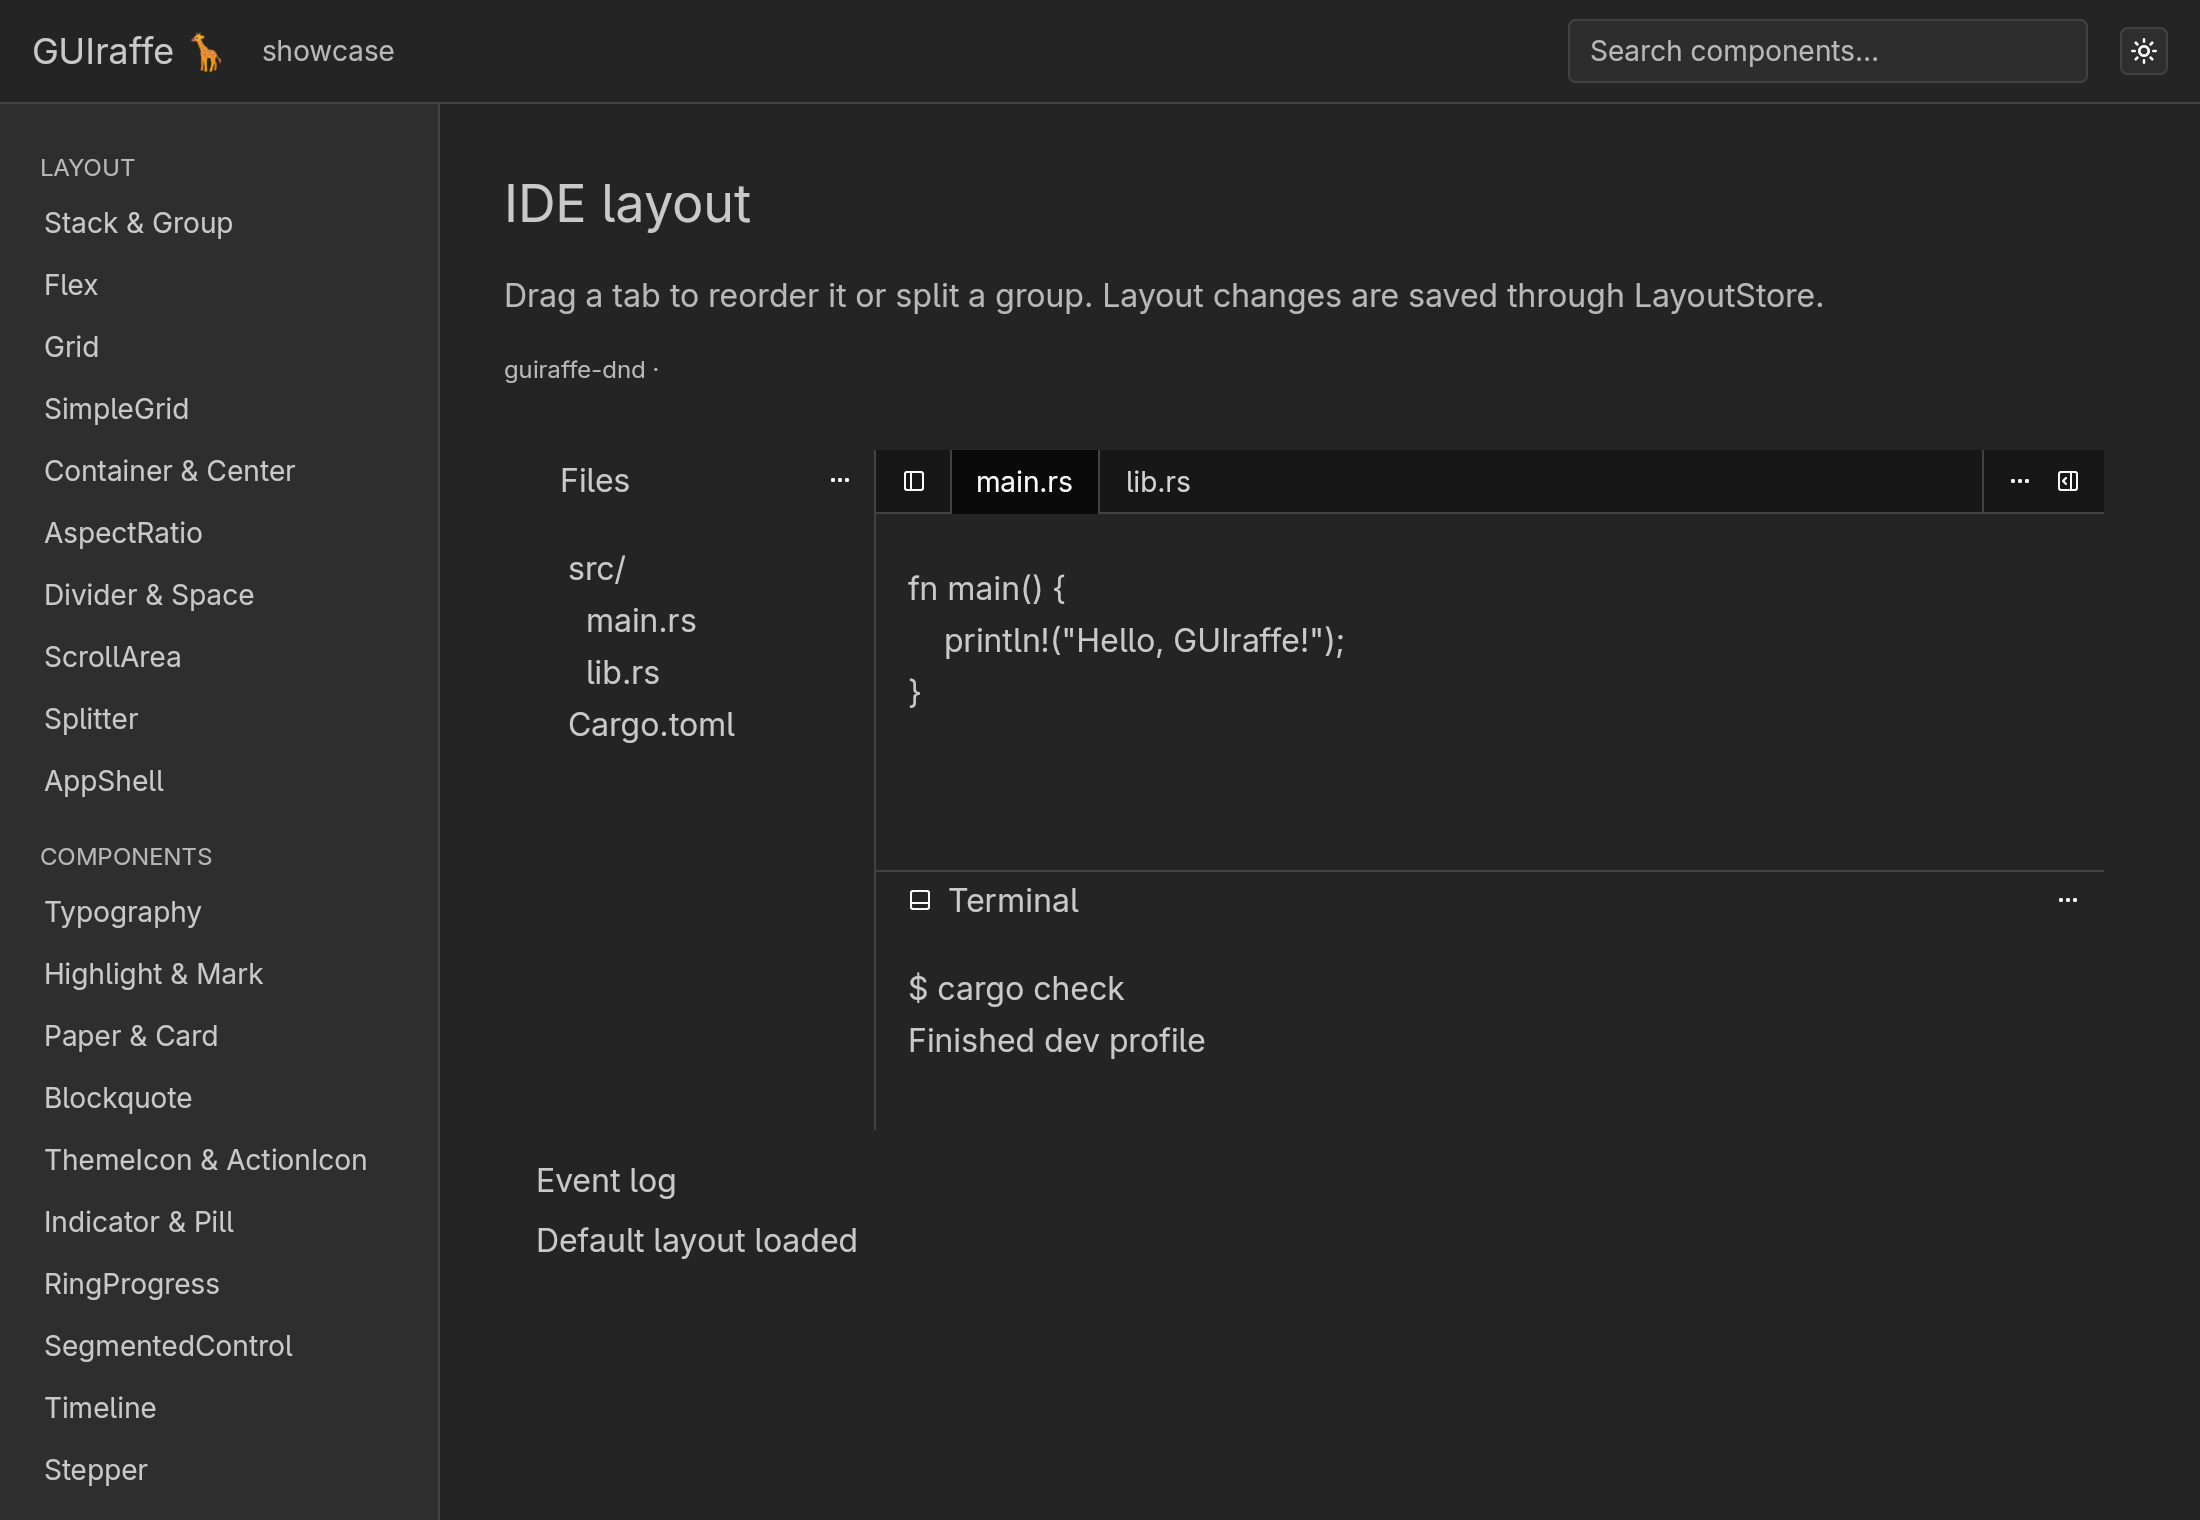 GUIraffe 🦒 showcase
Search components...
LAYOUT
Stack & Group
Flex
Grid
SimpleGrid
Container & Center
AspectRatio
Divider & Space
ScrollArea
Splitter
AppShell
COMPONENTS
Typography
Highlight & Mark
Paper & Card
Blockquote
ThemeIcon & ActionIcon
Indicator & Pill
RingProgress
SegmentedControl
Timeline
Stepper
IDE layout
Drag a tab to reorder it or split a group. Layout changes are saved through LayoutStore.
guiraffe-dnd ·
Files
src/
main.rs
lib.rs
Cargo.toml
main.rs
lib.rs
fn main() {
    println!("Hello, GUIraffe!");
}
Terminal
$ cargo check
Finished dev profile
Event log
Default layout loaded